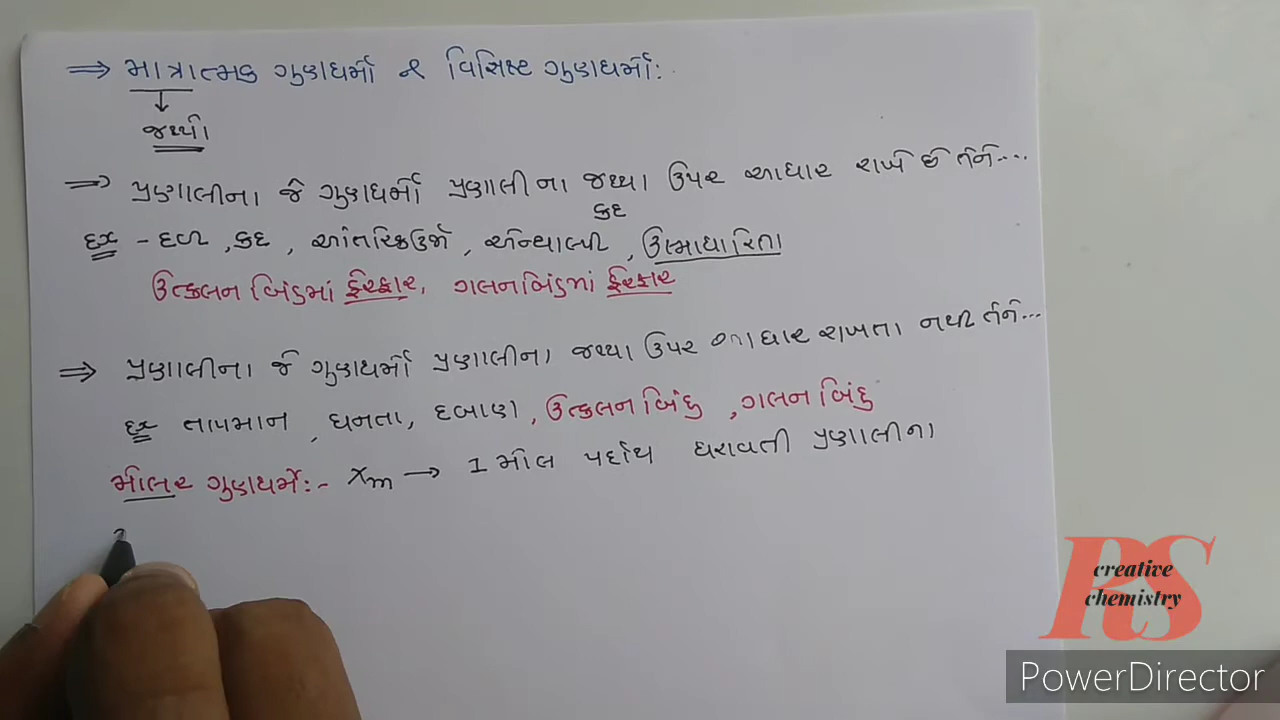 ⇒ માત્રાત્મક ગુણધર્મો & વિશિષ્ટ ગુણધર્મો:
↓
જથ્થો
⇒ પ્રણાલીના જે ગુણધર્મો પ્રણાલીના જથ્થા ઉપર આધાર રાખે છે તેને....
કદ
દા.ત. - દળ, કદ, આંતરિકઊર્જા, એન્થાલ્પી, ઉષ્માધારિતા
ઉત્કલન બિંદુમાં ફેરફાર, ગલનબિંદુમાં ફેરફાર
⇒ પ્રણાલીના જે ગુણધર્મો પ્રણાલીના જથ્થા ઉપર આધાર રાખતા નથી તેને...
દા.ત. તાપમાન, ઘનતા, દબાણ, ઉત્કલન બિંદુ, ગલન બિંદુ
મોલર ગુણધર્મ:- Xm → 1 મોલ પર્દાથ ધરાવતી પ્રણાલીના
RS
creative
chemistry
PowerDirector